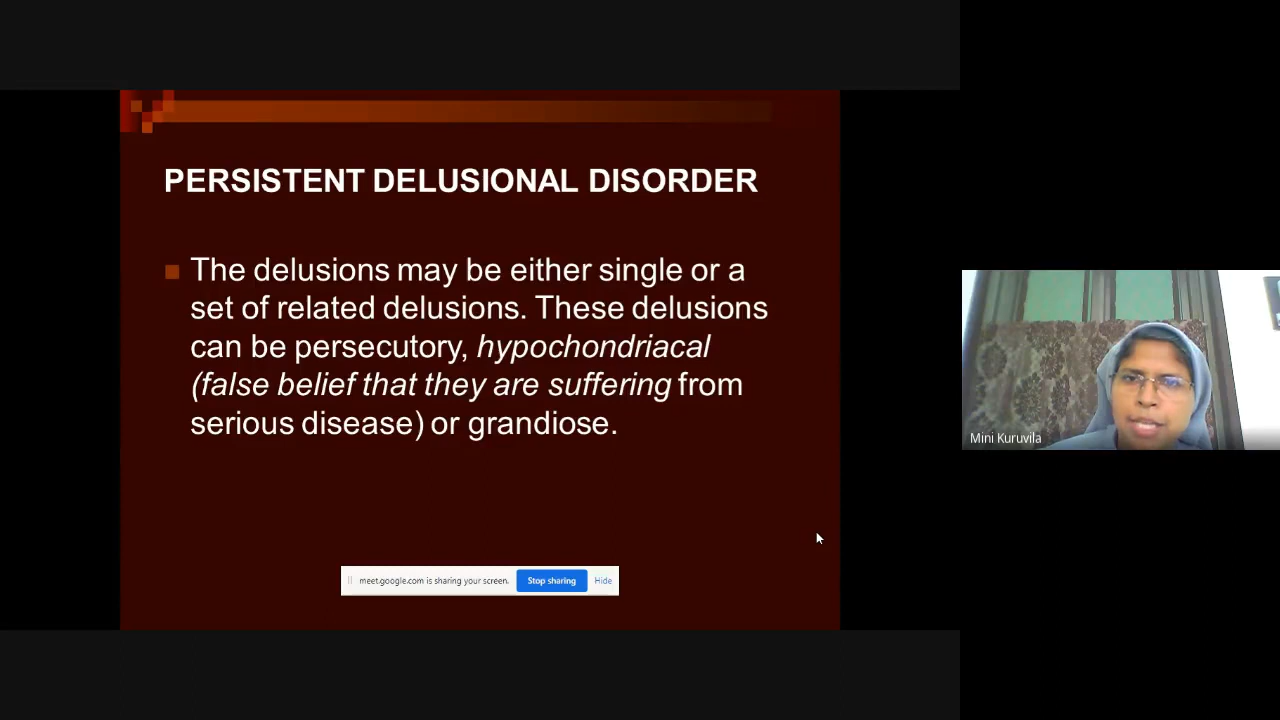 PERSISTENT DELUSIONAL DISORDER
The delusions may be either single or a
set of related delusions. These delusions
can be persecutory, hypochondriacal
(false belief that they are suffering from
serious disease) or grandiose.
Mini Kuruvila
meet.google.com is sharing your screen. Stop sharing Hide